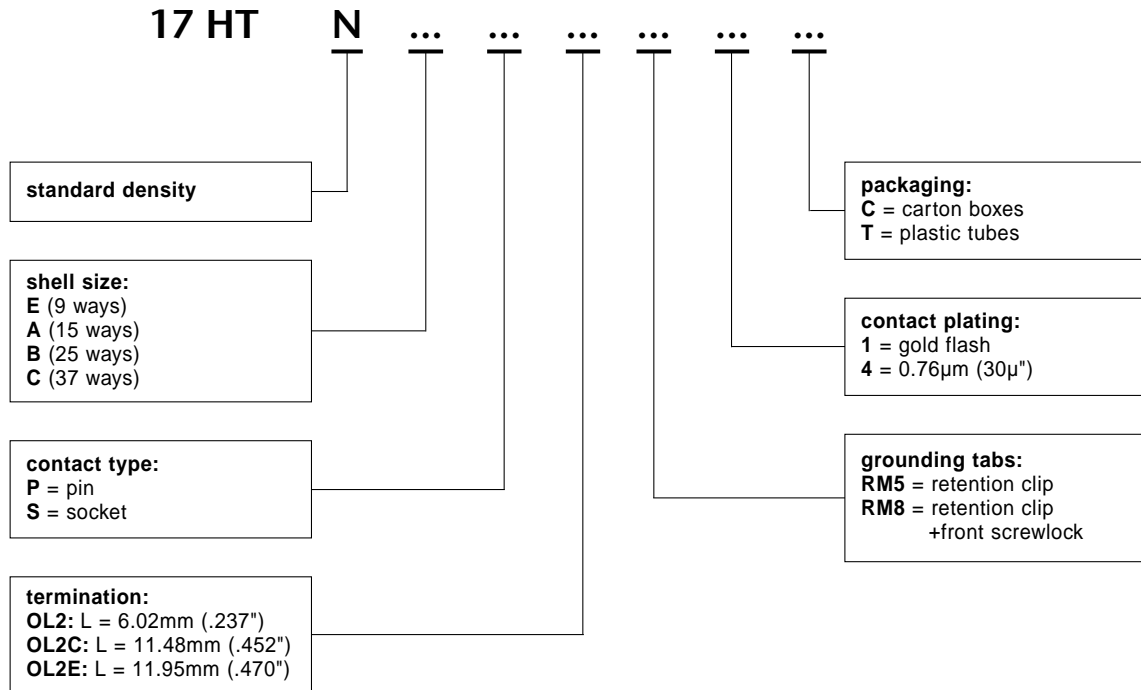 17 HT N ... ... ... ... ... ...
standard density
shell size:
E (9 ways)
A (15 ways)
B (25 ways)
C (37 ways)
contact type:
P = pin
S = socket
termination:
OL2: L = 6.02mm (.237")
OL2C: L = 11.48mm (.452")
OL2E: L = 11.95mm (.470")
packaging:
C = carton boxes
T = plastic tubes
contact plating:
1 = gold flash
4 = 0.76µm (30µ")
grounding tabs:
RM5 = retention clip
RM8 = retention clip
+front screwlock